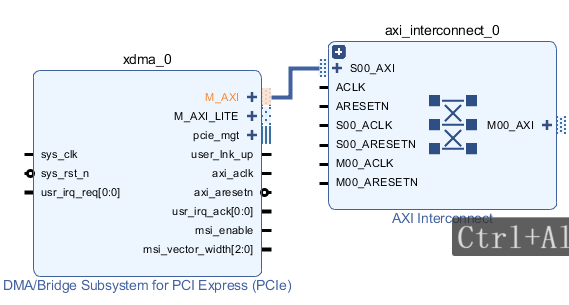 xdma_0
M_AXI
M_AXI_LITE
pcie_mgt
sys_clk
user_lnk_up
sys_rst_n
axi_aclk
usr_irq_req[0:0]
axi_aresetn
usr_irq_ack[0:0]
msi_enable
msi_vector_width[2:0]
DMA/Bridge Subsystem for PCI Express (PCIe)
axi_interconnect_0
S00_AXI
ACLK
ARESETN
S00_ACLK
M00_AXI
S00_ARESETN
M00_ACLK
M00_ARESETN
AXI Interconnect
Ctrl+Al